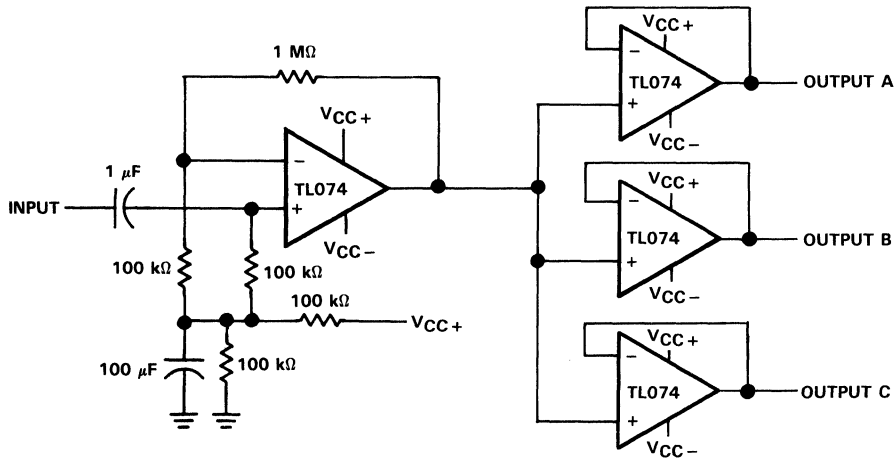 1 MΩ
VCC+
TL074
VCC−
−
+
1 μF
INPUT
100 kΩ
100 kΩ
100 kΩ
VCC+
100 μF
100 kΩ
VCC+
−
TL074
+
VCC−
OUTPUT A
VCC+
−
TL074
+
VCC−
OUTPUT B
VCC+
−
TL074
+
VCC−
OUTPUT C